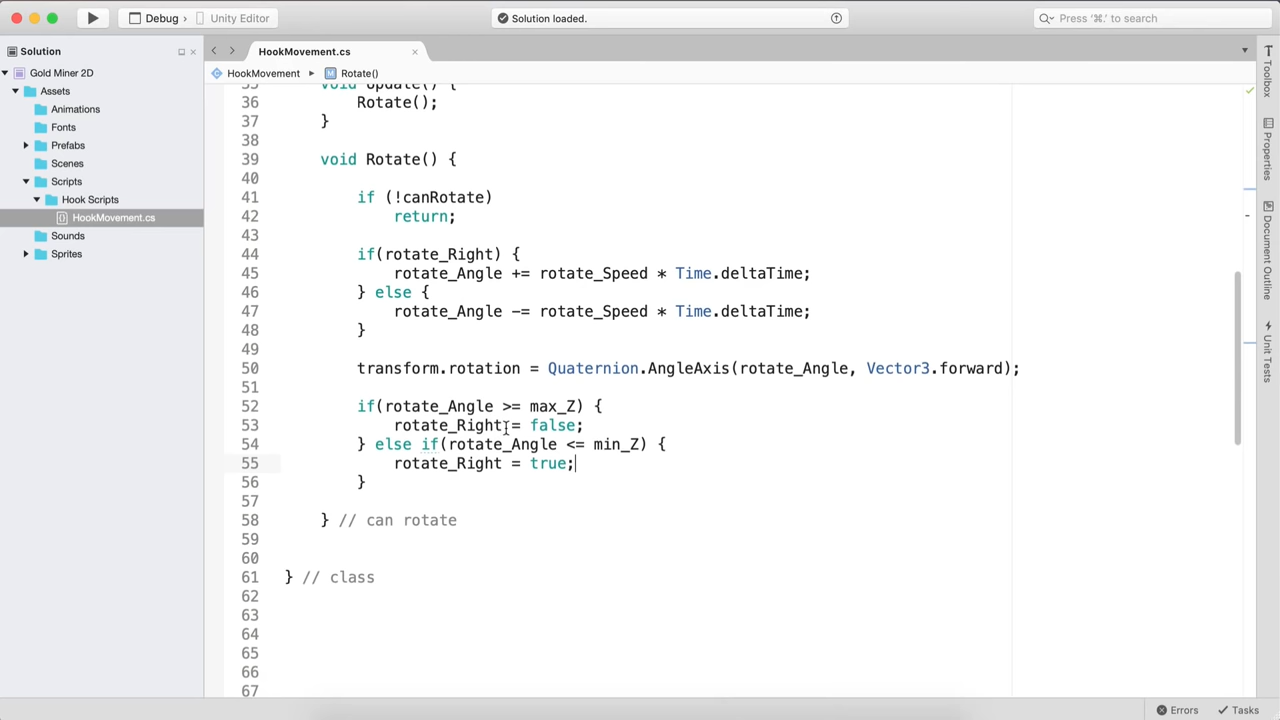 Debug › Unity Editor
Solution loaded.
Press '⌘.' to search
Solution
HookMovement.cs
HookMovement ▸ M Rotate()
Gold Miner 2D
Assets
Animations
Fonts
Prefabs
Scenes
Scripts
Hook Scripts
{} HookMovement.cs
Sounds
Sprites
35 void Update() {
36 Rotate();
37 }
38
39 void Rotate() {
40
41 if (!canRotate)
42 return;
43
44 if(rotate_Right) {
45 rotate_Angle += rotate_Speed * Time.deltaTime;
46 } else {
47 rotate_Angle -= rotate_Speed * Time.deltaTime;
48 }
49
50 transform.rotation = Quaternion.AngleAxis(rotate_Angle, Vector3.forward);
51
52 if(rotate_Angle >= max_Z) {
53 rotate_Right = false;
54 } else if(rotate_Angle <= min_Z) {
55 rotate_Right = true;
56 }
57
58 } // can rotate
59
60
61 } // class
62
63
64
65
66
67
Toolbox
Properties
Document Outline
Unit Tests
Errors
Tasks